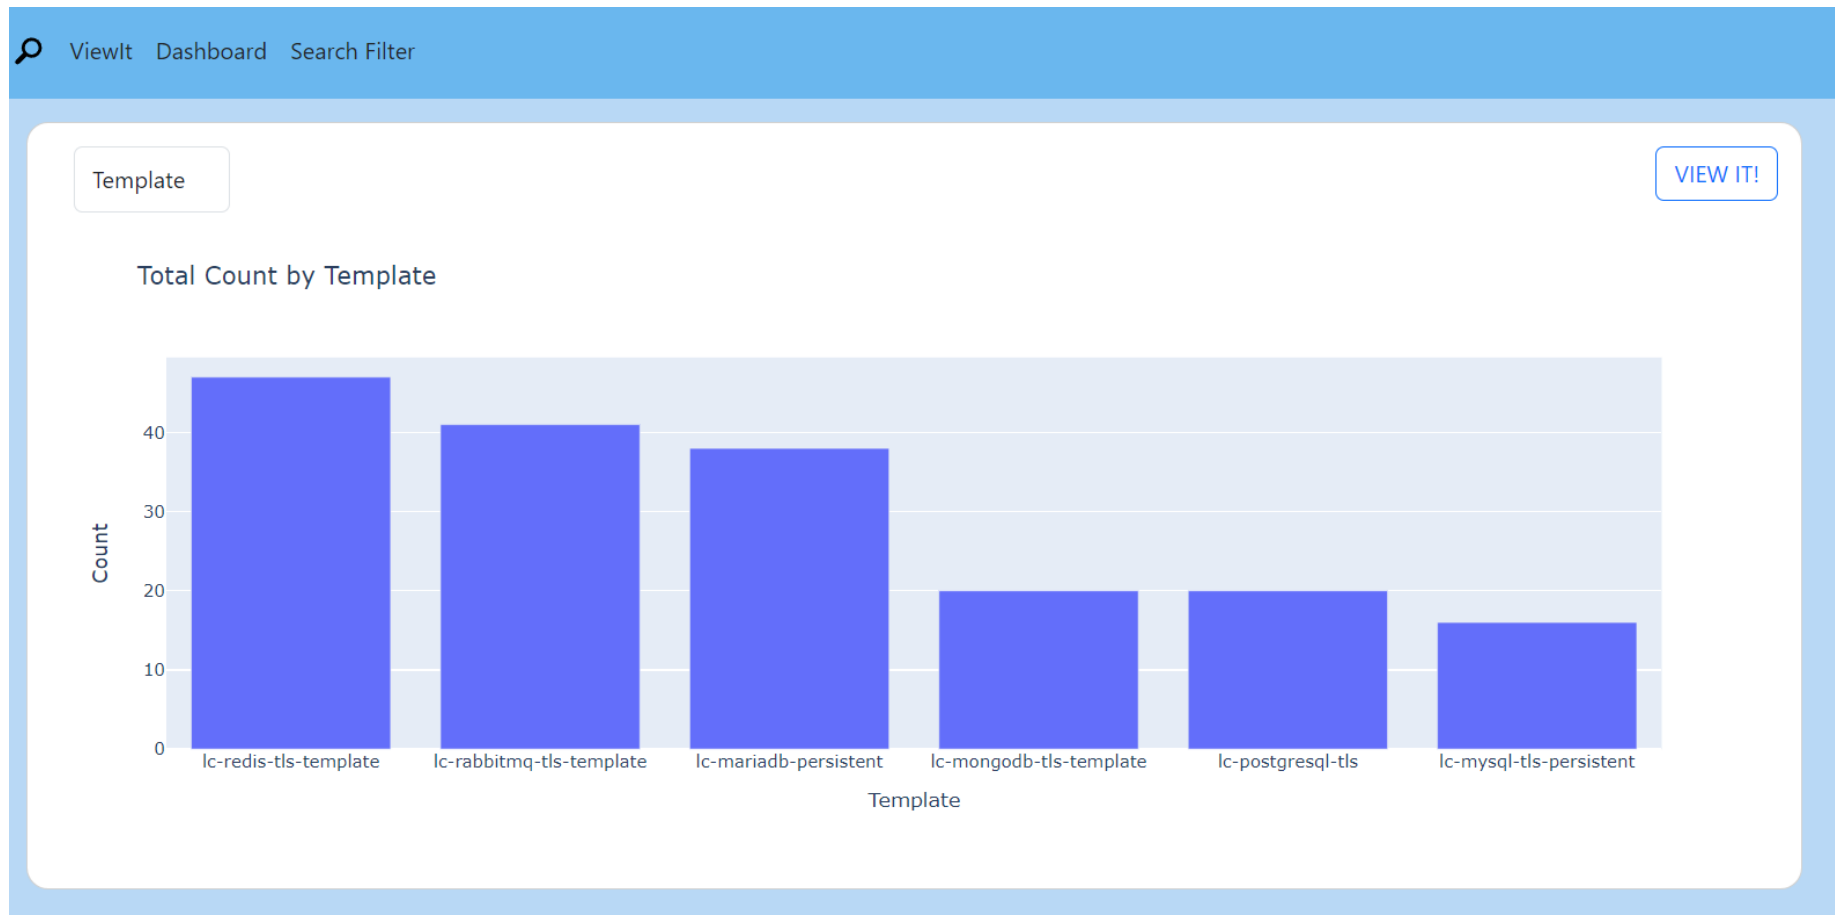 ViewIt Dashboard Search Filter
Template
VIEW IT!
Total Count by Template
Count
40
30
20
10
0
lc-redis-tls-template lc-rabbitmq-tls-template lc-mariadb-persistent lc-mongodb-tls-template lc-postgresql-tls lc-mysql-tls-persistent
Template